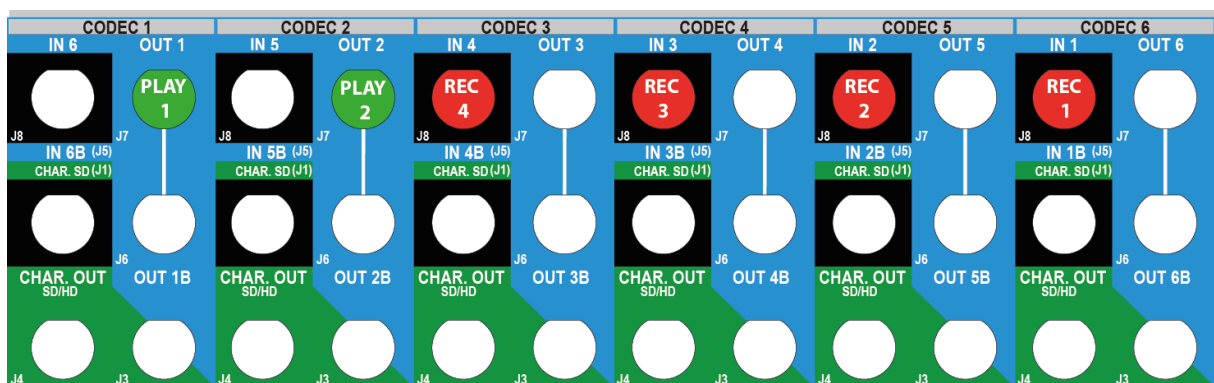 CODEC 1 CODEC 2 CODEC 3 CODEC 4 CODEC 5 CODEC 6
IN 6 OUT 1 IN 5 OUT 2 IN 4 OUT 3 IN 3 OUT 4 IN 2 OUT 5 IN 1 OUT 6
PLAY PLAY REC REC REC REC
1 2 4 3 2 1
J8 J7 J8 J7 J8 J7 J8 J7 J8 J7 J8 J7
IN 6B (J5) IN 5B (J5) IN 4B (J5) IN 3B (J5) IN 2B (J5) IN 1B (J5)
CHAR. SD (J1) CHAR. SD (J1) CHAR. SD (J1) CHAR. SD (J1) CHAR. SD (J1) CHAR. SD (J1)
J6 J6 J6 J6 J6 J6
CHAR. OUT OUT 1B CHAR. OUT OUT 2B CHAR. OUT OUT 3B CHAR. OUT OUT 4B CHAR. OUT OUT 5B CHAR. OUT OUT 6B
SD/HD SD/HD SD/HD SD/HD SD/HD SD/HD
J4 J3 J4 J3 J4 J3 J4 J3 J4 J3 J4 J3